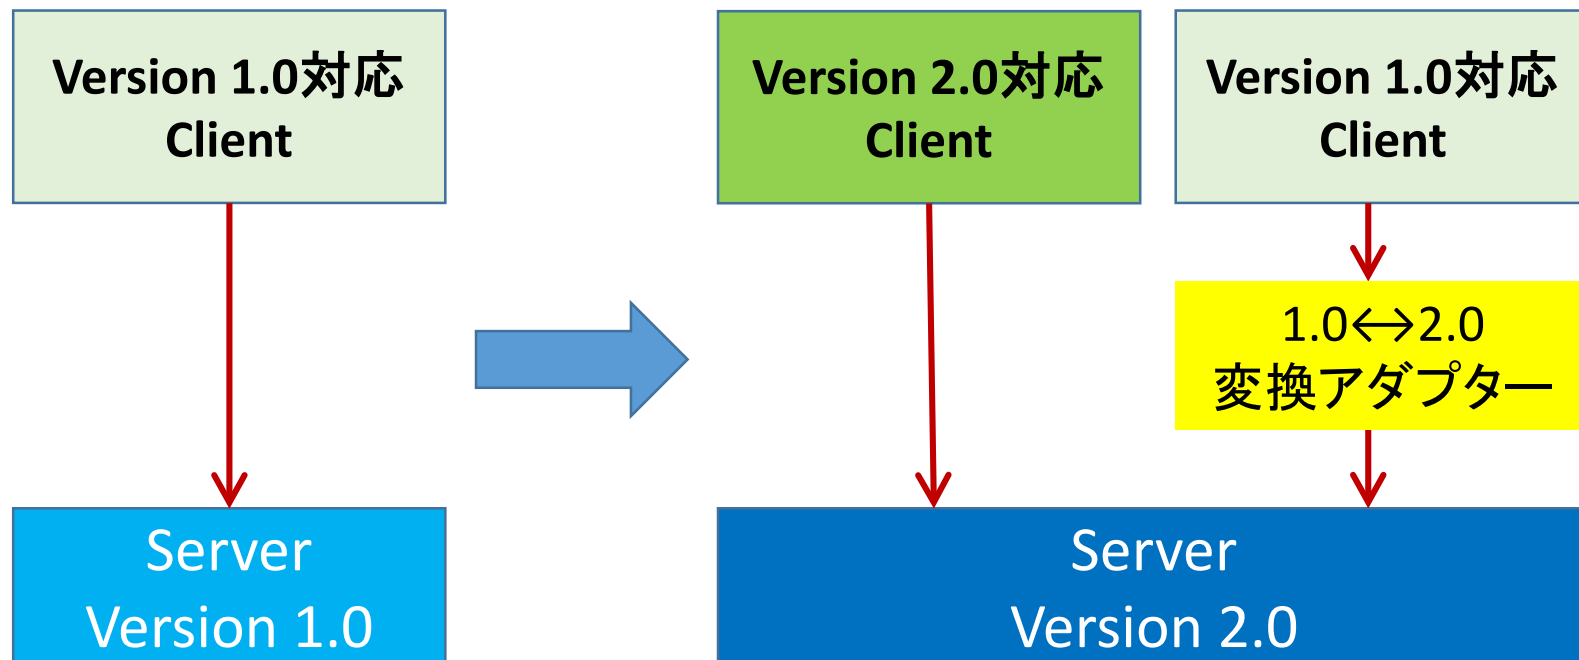 Version 1.0対応
Client
Server
Version 1.0
Version 2.0対応
Client
Version 1.0対応
Client
1.0↔2.0
変換アダプター
Server
Version 2.0